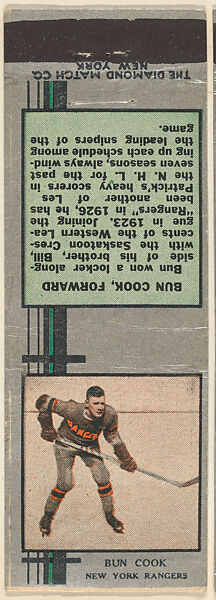 BUN COOK, FORWARD
Bun won a locker along-
side of his brother, Bill,
with the Saskatoon Cres-
cents of the Western Lea-
gue in 1923. Joining the
"Rangers" in 1926, he has
been another of Les
Patrick's heavy scorers in
the N. H. L. for the past
seven seasons, always wind-
ing up each schedule among
the leading snipers of the
game.
THE DIAMOND MATCH CO.
NEW YORK
RANGERS
BUN COOK
NEW YORK RANGERS